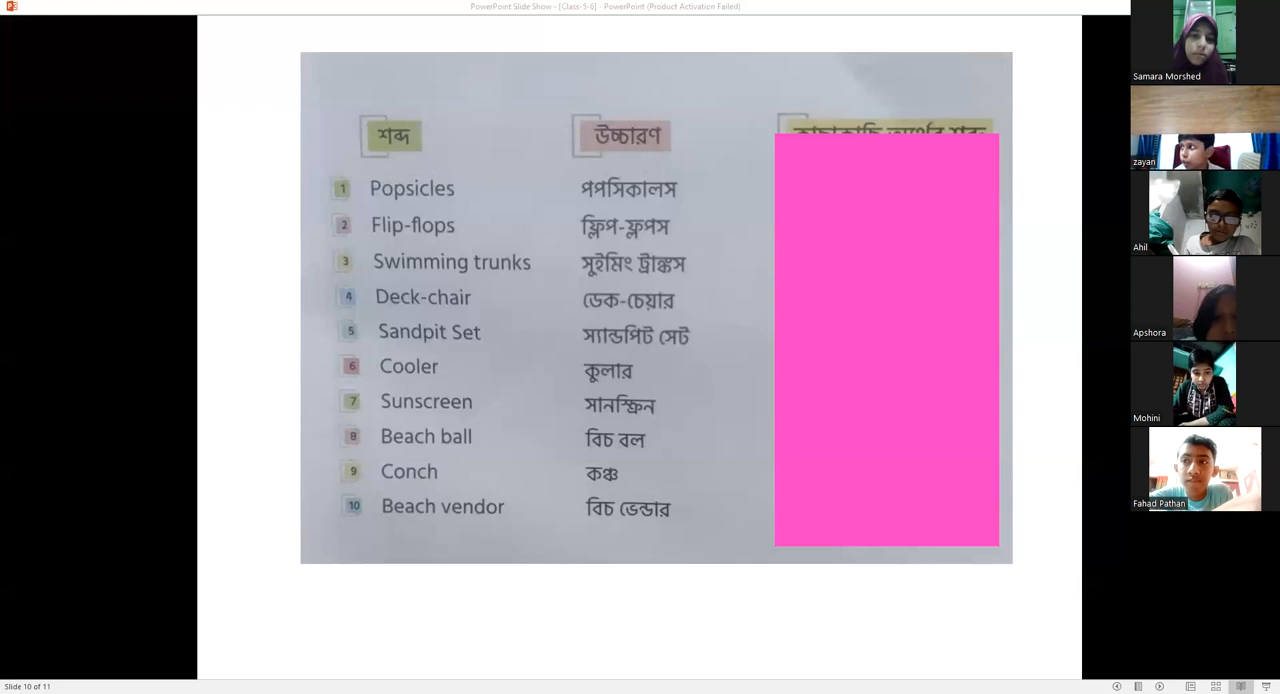 PowerPoint Slide Show - [Class-5-6] - PowerPoint (Product Activation Failed)
শব্দ উচ্চারণ কাছাকাছি অর্থের শব্দ
1 Popsicles পপসিকালস
2 Flip-flops ফ্লিপ-ফ্লপস
3 Swimming trunks সুইমিং ট্রাঙ্কস
4 Deck-chair ডেক-চেয়ার
5 Sandpit Set স্যান্ডপিট সেট
6 Cooler কুলার
7 Sunscreen সানস্ক্রিন
8 Beach ball বিচ বল
9 Conch কঞ্চ
10 Beach vendor বিচ ভেন্ডার
Samara Morshed
zayan
Ahil
Apshora
Mohini
Fahad Pathan
Slide 10 of 11